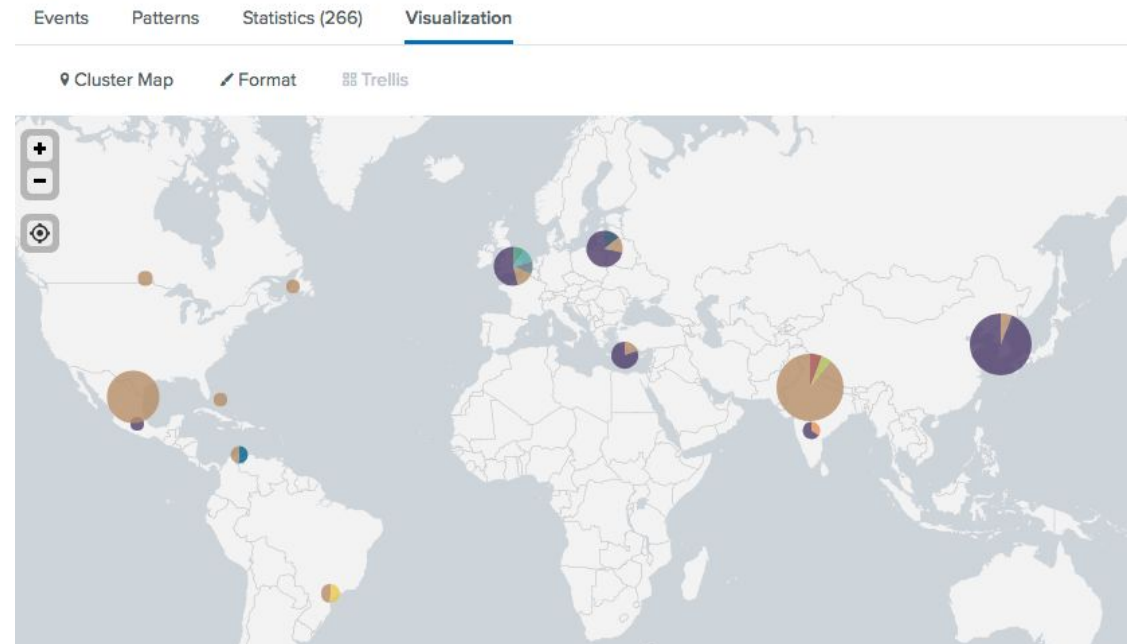 Events Patterns Statistics (266) Visualization
Cluster Map Format Trellis
+
-